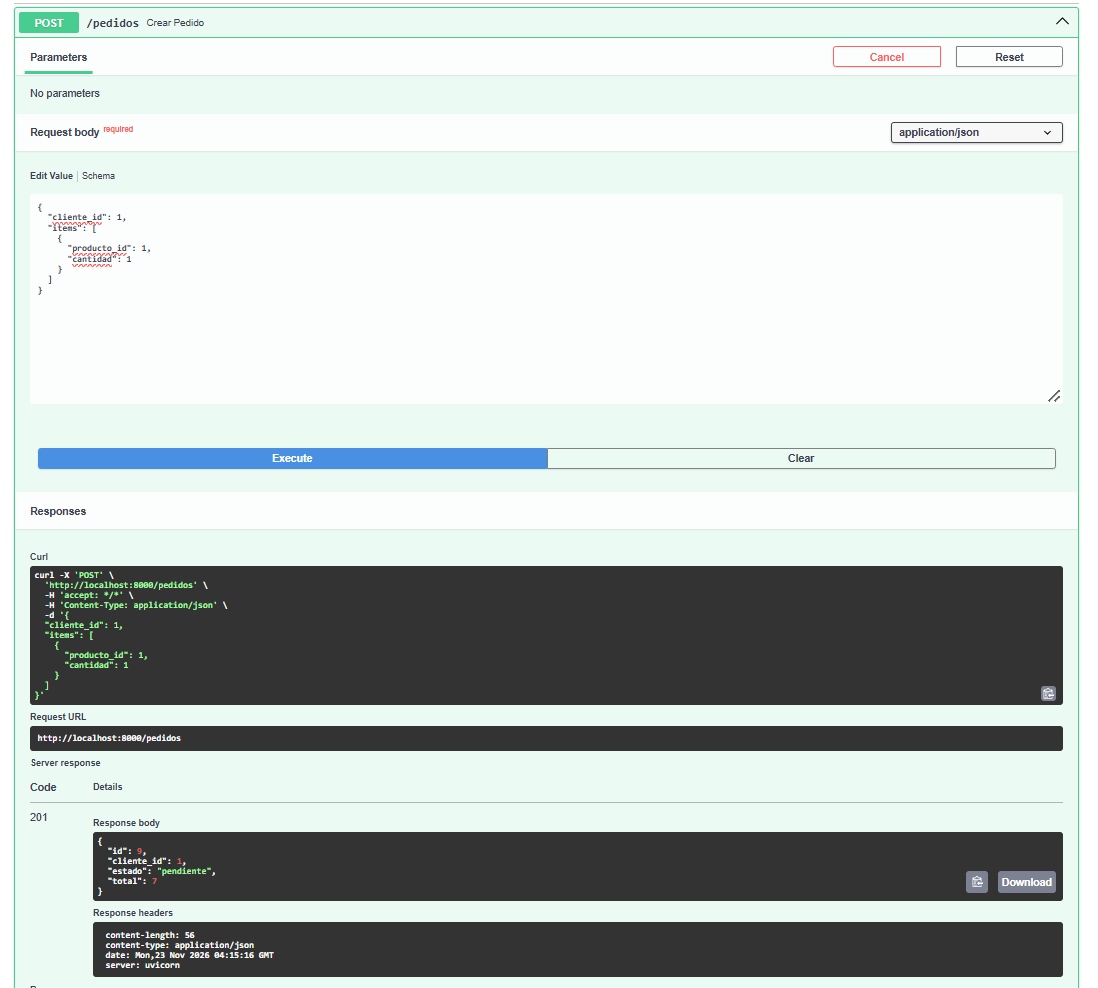 POST /pedidos Crear Pedido
Parameters
Cancel
Reset
No parameters
Request body required
application/json
Edit Value | Schema
{
  "cliente_id": 1,
  "items": [
    {
      "producto_id": 1,
      "cantidad": 1
    }
  ]
}
Execute
Clear
Responses
Curl
curl -X 'POST' \
  'http://localhost:8000/pedidos' \
  -H 'accept: */*' \
  -H 'Content-Type: application/json' \
  -d '{
  "cliente_id": 1,
  "items": [
    {
      "producto_id": 1,
      "cantidad": 1
    }
  ]
}'
Request URL
http://localhost:8000/pedidos
Server response
Code Details
201
Response body
{
  "id": 9,
  "cliente_id": 1,
  "estado": "pendiente",
  "total": 7
}
Download
Response headers
content-length: 56
content-type: application/json
date: Mon,23 Nov 2026 04:15:16 GMT
server: uvicorn